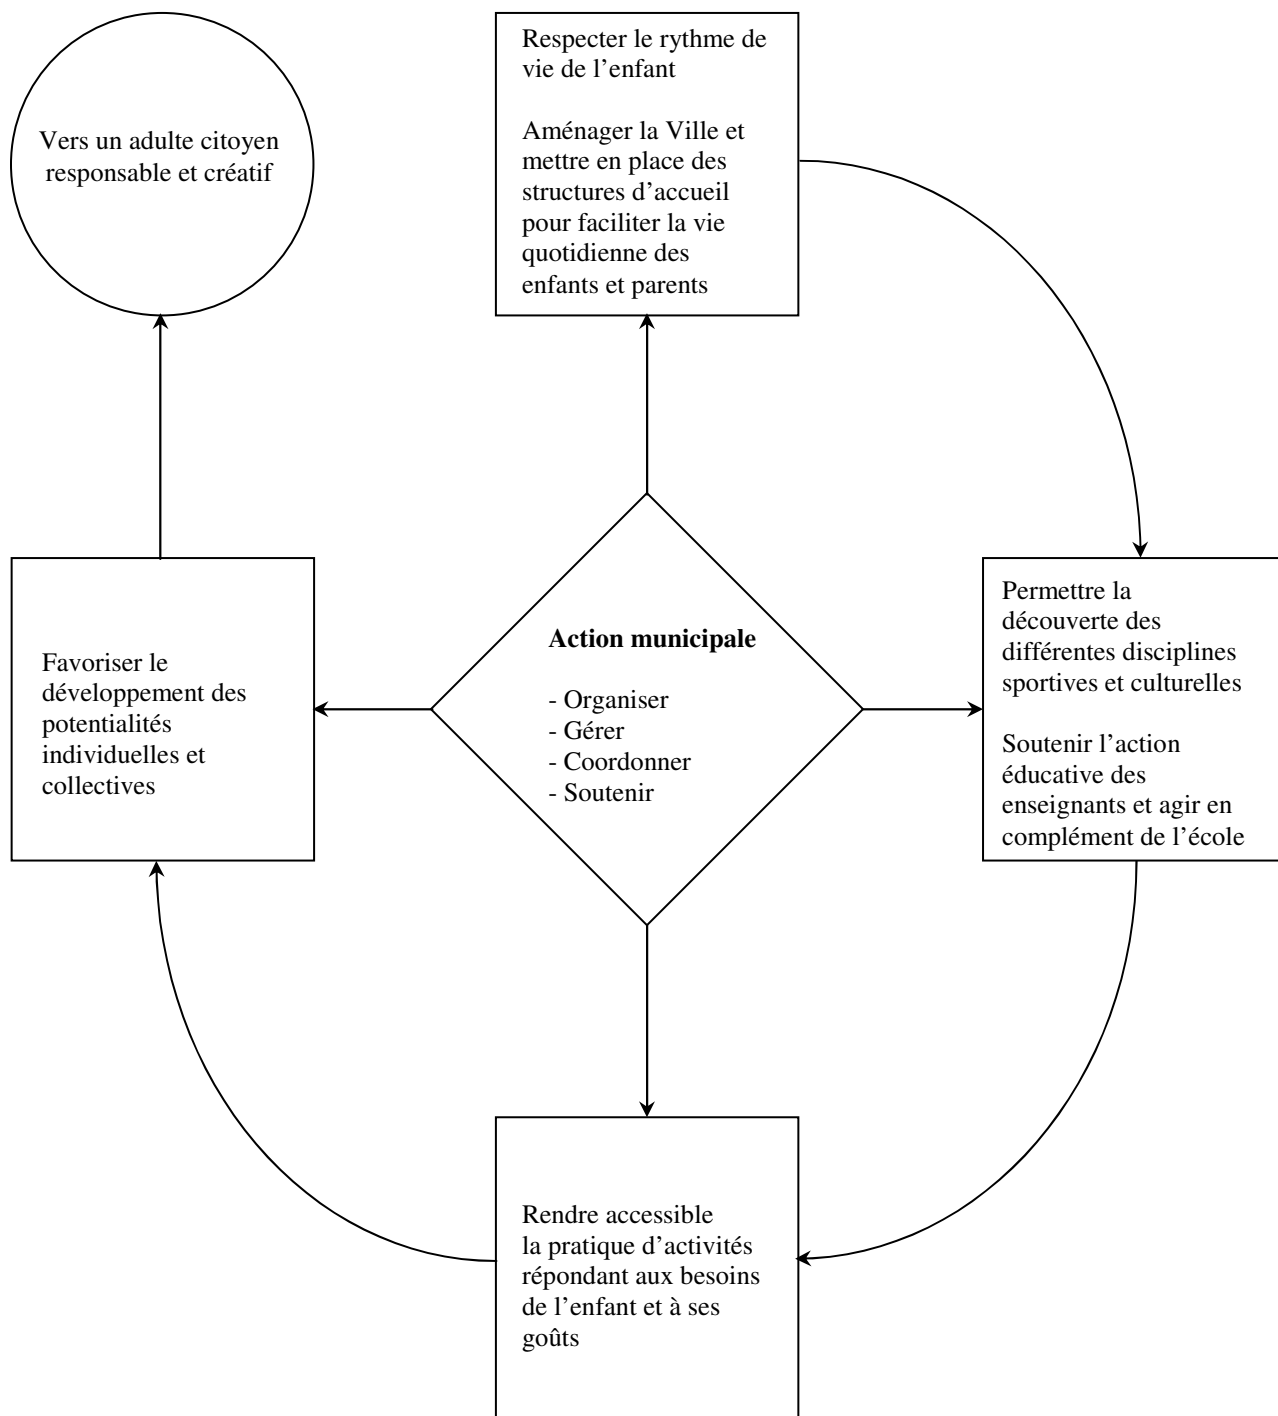 Vers un adulte citoyen
responsable et créatif
Respecter le rythme de
vie de l’enfant
Aménager la Ville et
mettre en place des
structures d’accueil
pour faciliter la vie
quotidienne des
enfants et parents
Favoriser le
développement des
potentialités
individuelles et
collectives
Action municipale
- Organiser
- Gérer
- Coordonner
- Soutenir
Permettre la
découverte des
différentes disciplines
sportives et culturelles
Soutenir l’action
éducative des
enseignants et agir en
complément de l’école
Rendre accessible
la pratique d’activités
répondant aux besoins
de l’enfant et à ses
goûts